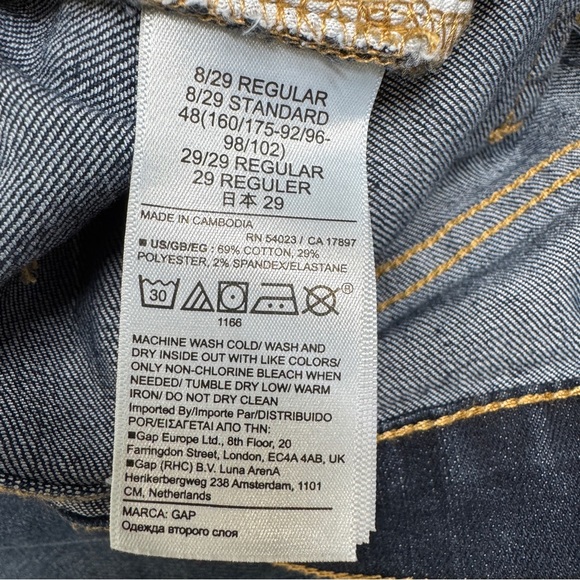 8/29 REGULAR
8/29 STANDARD
48(160/175-92/96-
98/102)
29/29 REGULAR
29 REGULER
日本 29
MADE IN CAMBODIA
RN 54023 / CA 17897
■ US/GB/EG : 69% COTTON, 29%
POLYESTER, 2% SPANDEX/ELASTANE
30
®
1166
MACHINE WASH COLD/ WASH AND
DRY INSIDE OUT WITH LIKE COLORS/
ONLY NON-CHLORINE BLEACH WHEN
NEEDED/ TUMBLE DRY LOW/ WARM
IRON/ DO NOT DRY CLEAN
Imported By/Importe Par/DISTRIBUIDO
POR/ΕΙΣΑΓΕΤΑΙ ΑΠΟ ΤΗΝ:
■Gap Europe Ltd., 8th Floor, 20
Farringdon Street, London, EC4A 4AB, UK
■Gap (RHC) B.V. Luna ArenA
Herikerbergweg 238 Amsterdam, 1101
CM, Netherlands
MARCA: GAP
Одежда второго слоя